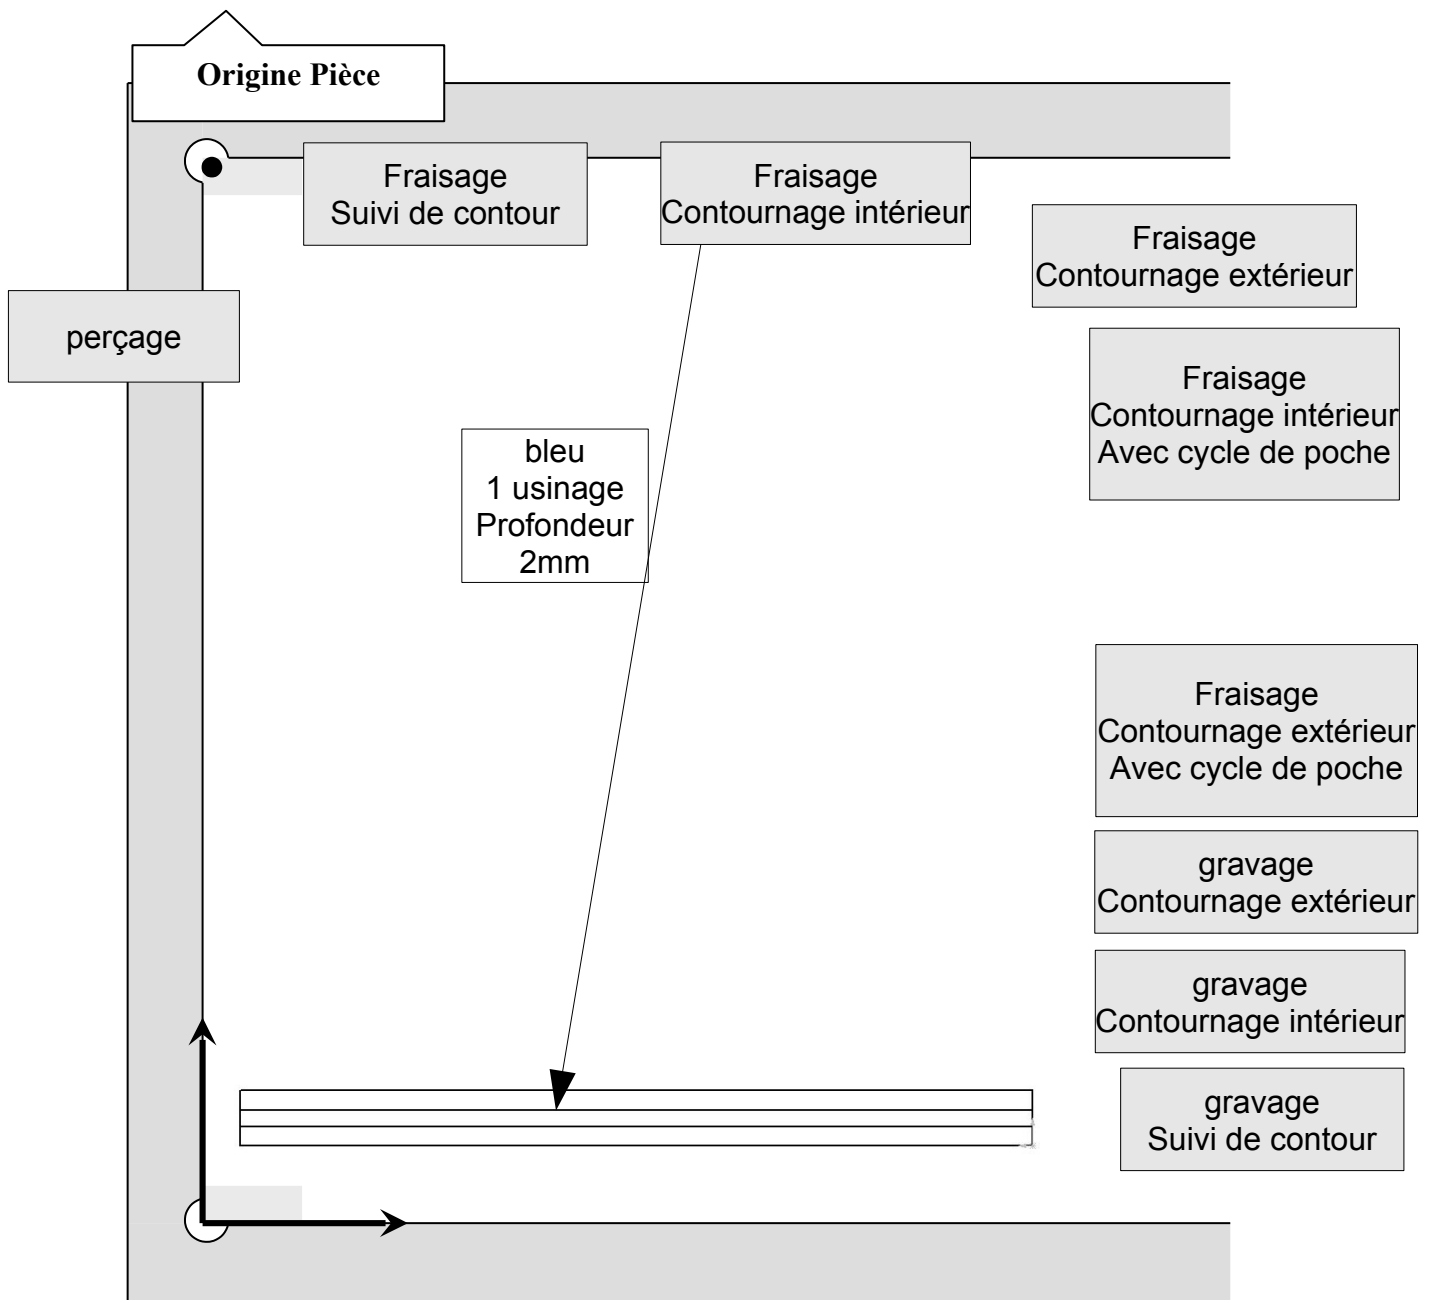 Origine Pièce
Fraisage
Suivi de contour
Fraisage
Contournage intérieur
Fraisage
Contournage extérieur
perçage
Fraisage
Contournage intérieur
Avec cycle de poche
bleu
1 usinage
Profondeur
2mm
Fraisage
Contournage extérieur
Avec cycle de poche
gravage
Contournage extérieur
gravage
Contournage intérieur
gravage
Suivi de contour